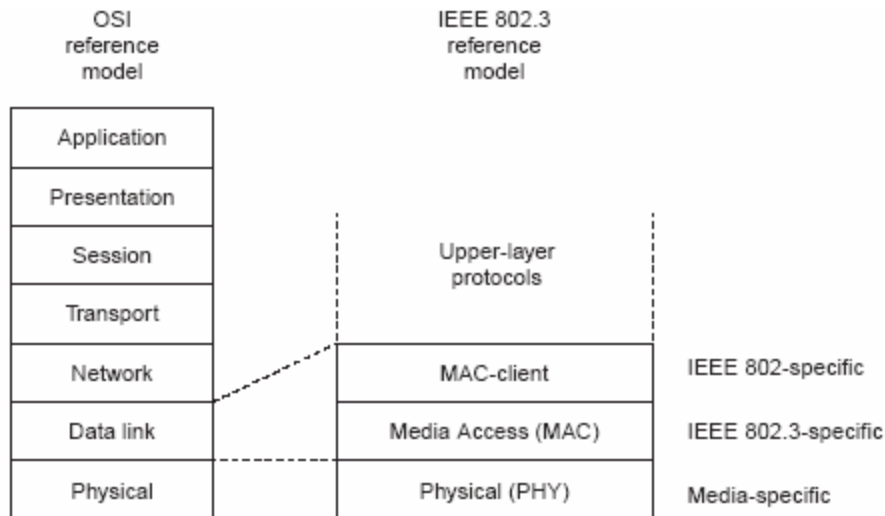 OSI
reference
model
IEEE 802.3
reference
model
Application
Presentation
Session
Transport
Network
Data link
Physical
Upper-layer
protocols
MAC-client
Media Access (MAC)
Physical (PHY)
IEEE 802-specific
IEEE 802.3-specific
Media-specific